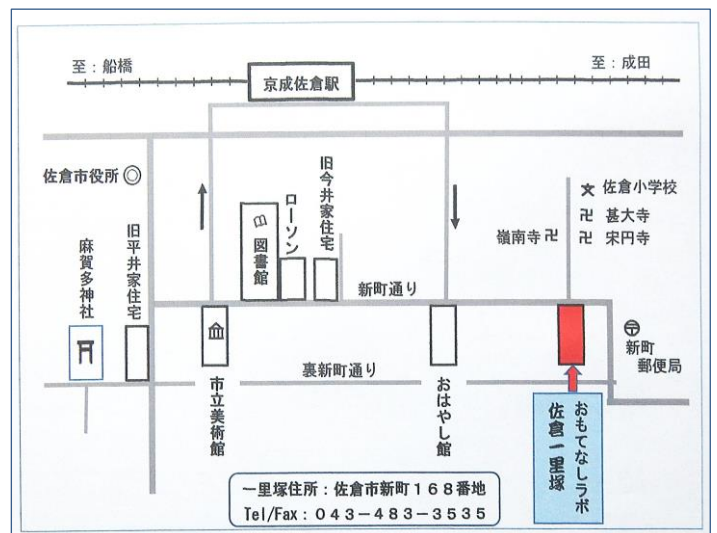 至：船橋
至：成田
京成佐倉駅
佐倉市役所
旧今井家住宅
ローソン
図書館
佐倉小学校
甚大寺
嶺南寺
宋円寺
麻賀多神社
旧平井家住宅
新町通り
新町
郵便局
市立美術館
裏新町通り
おはやし館
おもてなしラボ
佐倉一里塚
一里塚住所：佐倉市新町１６８番地
Tel/Fax：０４３－４８３－３５３５